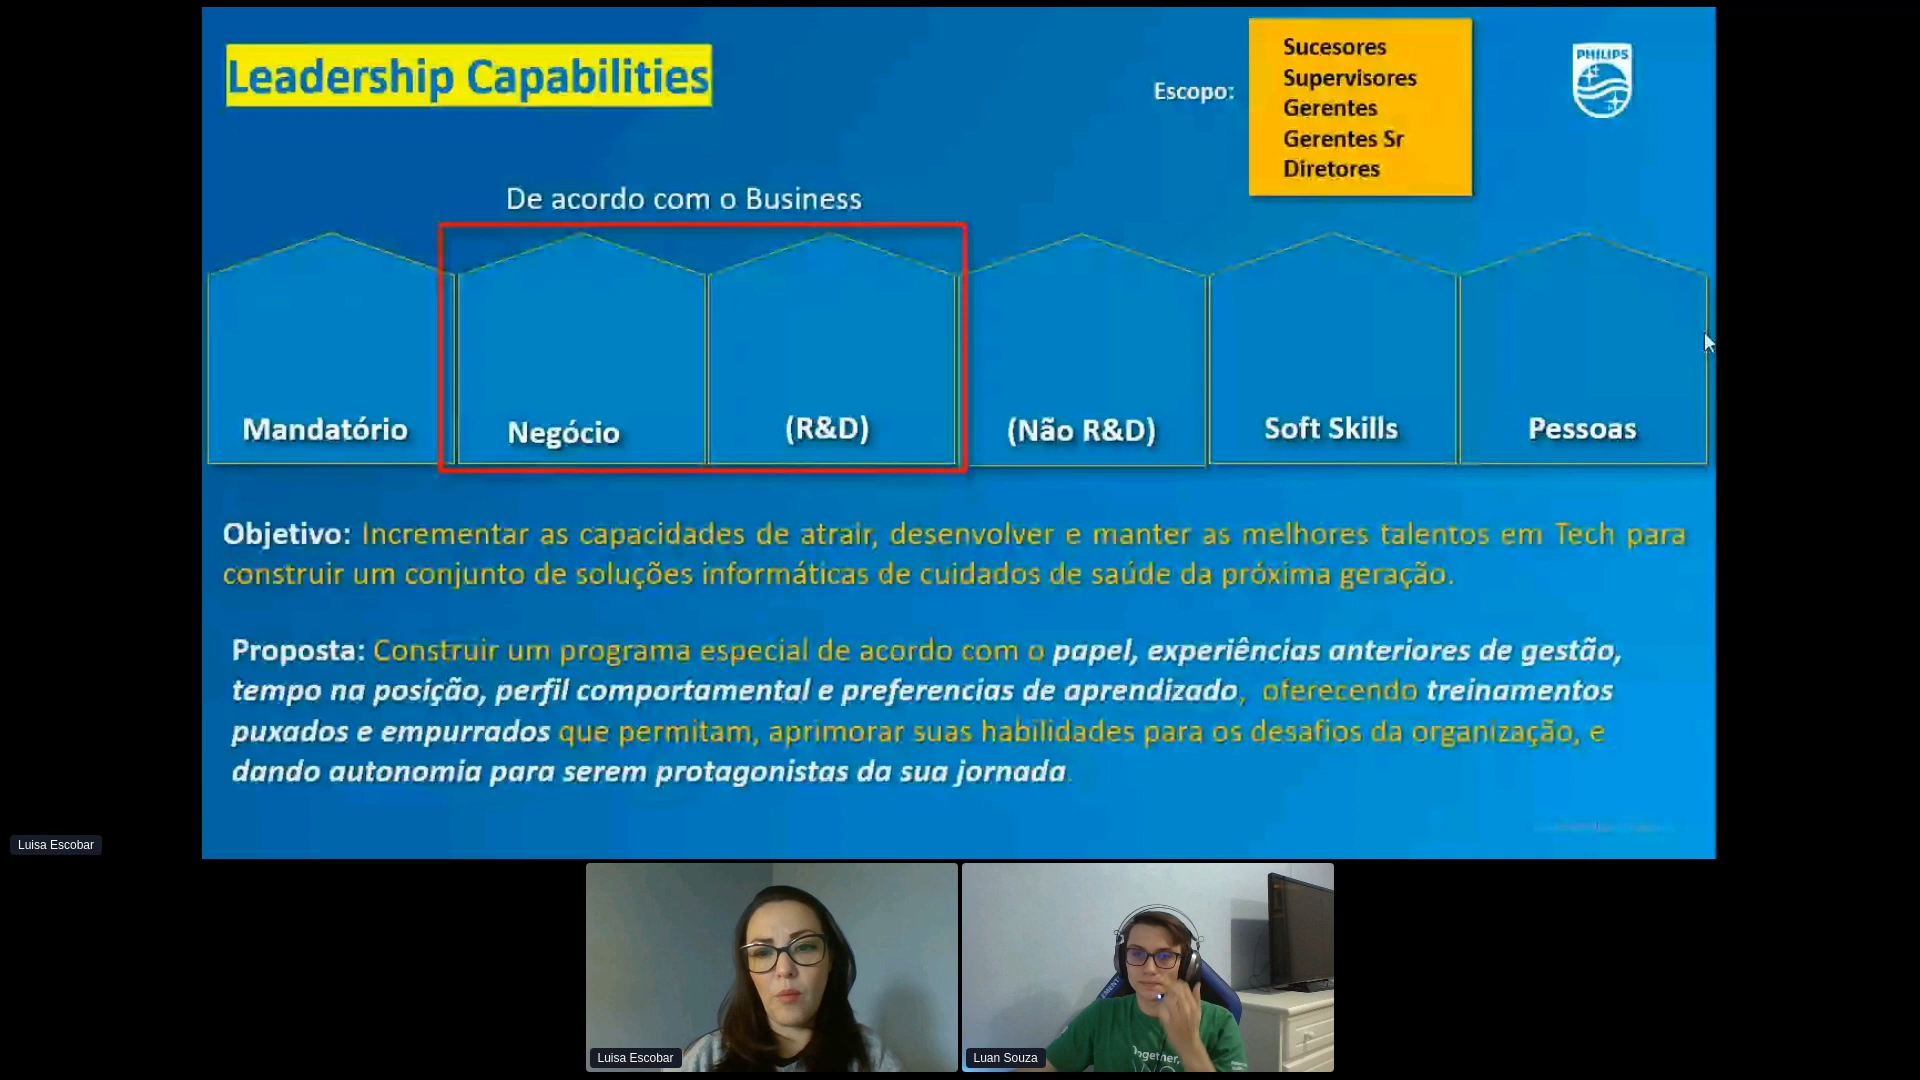 Leadership Capabilities
Escopo:
Sucesores
Supervisores
Gerentes
Gerentes Sr
Diretores
PHILIPS
De acordo com o Business
Mandatório
Negócio
(R&D)
(Não R&D)
Soft Skills
Pessoas
Objetivo: Incrementar as capacidades de atrair, desenvolver e manter as melhores talentos em Tech para
construir um conjunto de soluções informáticas de cuidados de saúde da próxima geração.
Proposta: Construir um programa especial de acordo com o papel, experiências anteriores de gestão,
tempo na posição, perfil comportamental e preferencias de aprendizado, oferecendo treinamentos
puxados e empurrados que permitam, aprimorar suas habilidades para os desafios da organização, e
dando autonomia para serem protagonistas da sua jornada.
Luisa Escobar
Luisa Escobar
Luan Souza
Together,